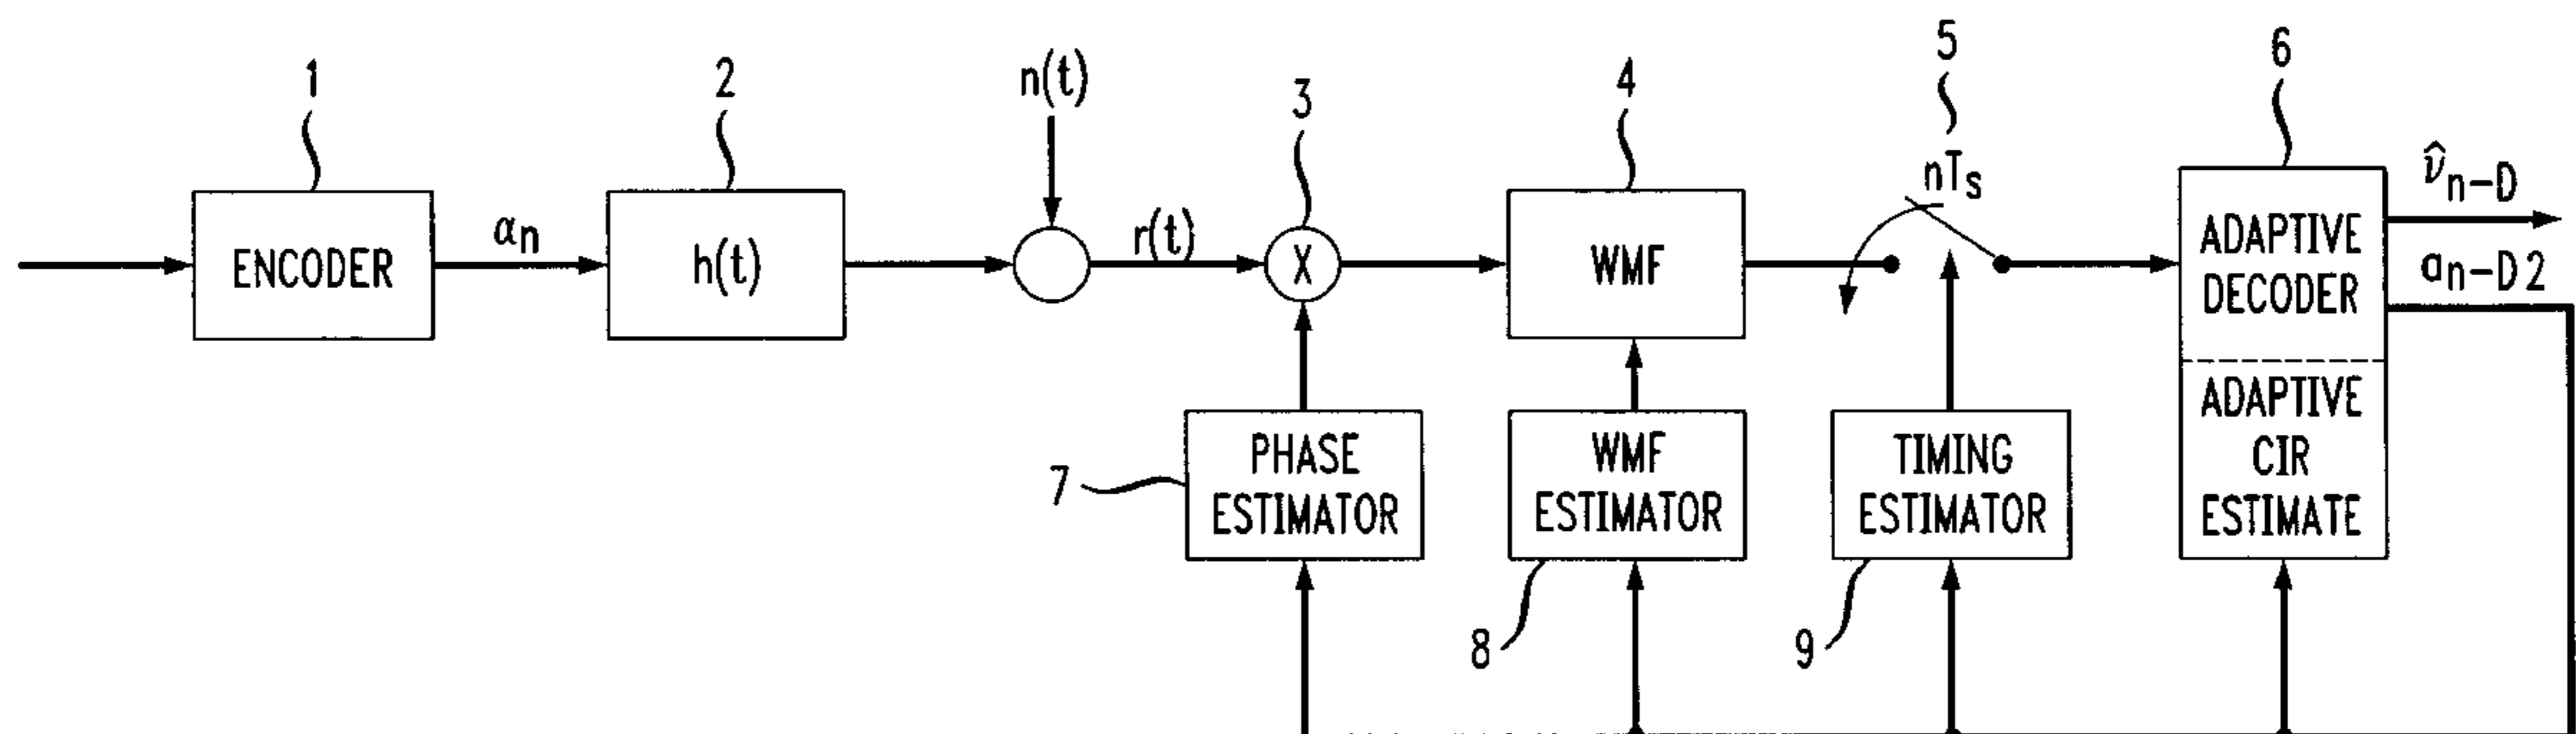 1
2
n(t)
3
4
5
6
ENCODER
αn
h(t)
r(t)
X
WMF
nTs
ADAPTIVE
DECODER
ν̂n-D
an-D2
ADAPTIVE
CIR
ESTIMATE
7
PHASE
ESTIMATOR
WMF
ESTIMATOR
TIMING
ESTIMATOR
8
9